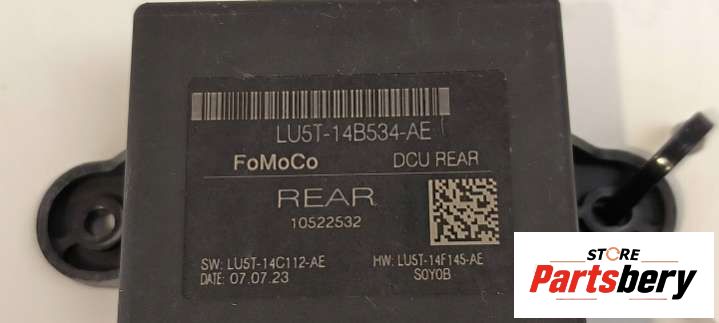 LU5T-14B534-AE
FoMoCo DCU REAR
REAR
10522532
SW: LU5T-14C112-AE HW: LU5T-14F145-AE
DATE: 07.07.23 S0Y0B
STORE
Partsbery